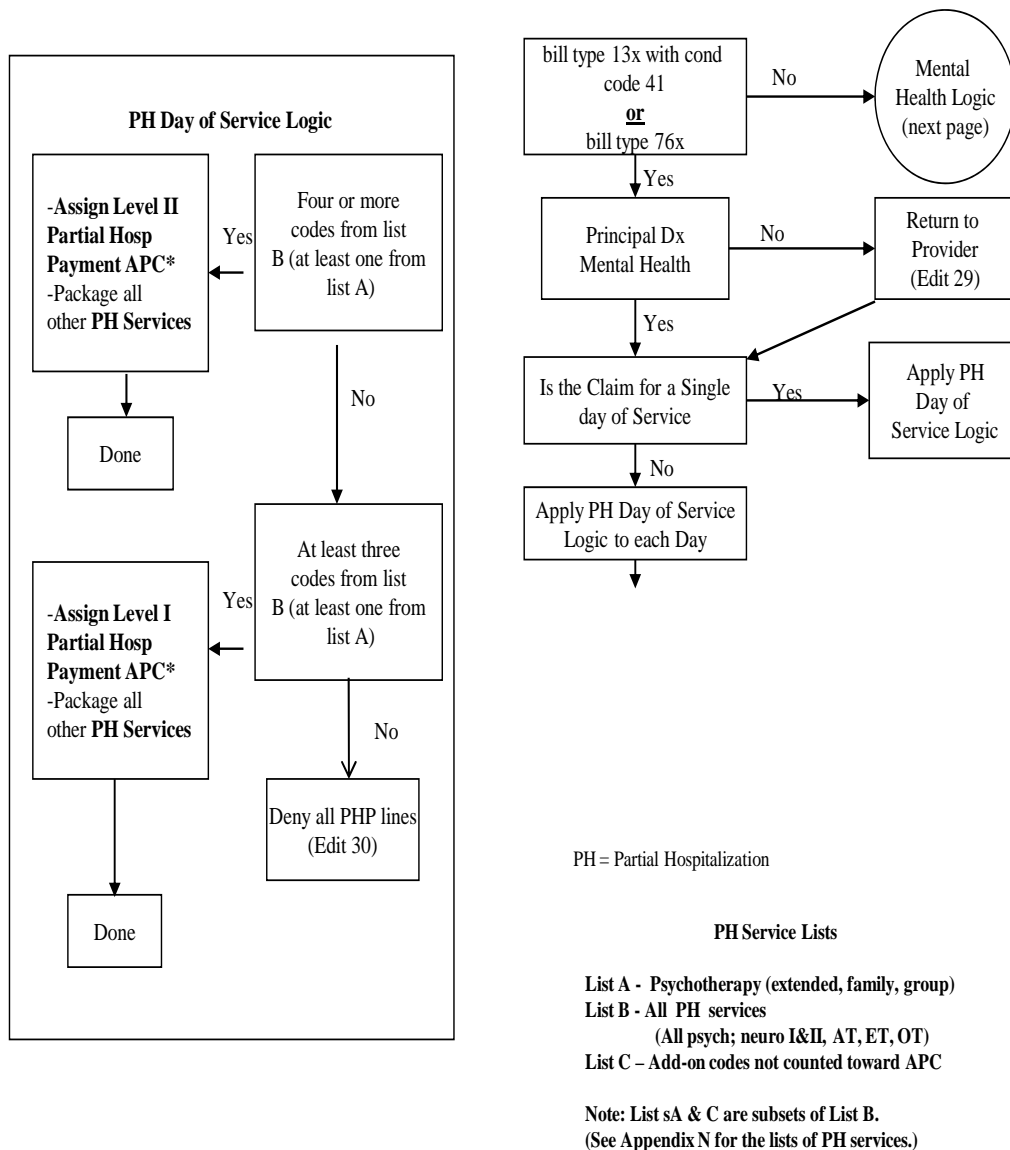 PH Day of Service Logic
-Assign Level II
Partial Hosp
Payment APC*
-Package all
other PH Services
Yes
Four or more
codes from list
B (at least one from
list A)
No
Done
-Assign Level I
Partial Hosp
Payment APC*
-Package all
other PH Services
Yes
At least three
codes from list
B (at least one from
list A)
No
Deny all PHP lines
(Edit 30)
Done
bill type 13x with cond
code 41
or
bill type 76x
No
Mental
Health Logic
(next page)
Yes
Principal Dx
Mental Health
No
Return to
Provider
(Edit 29)
Yes
Is the Claim for a Single
day of Service
Yes
Apply PH
Day of
Service Logic
No
Apply PH Day of Service
Logic to each Day
PH = Partial Hospitalization
PH Service Lists
List A - Psychotherapy (extended, family, group)
List B - All PH services
(All psych; neuro I&II, AT, ET, OT)
List C – Add-on codes not counted toward APC
Note: List sA & C are subsets of List B.
(See Appendix N for the lists of PH services.)